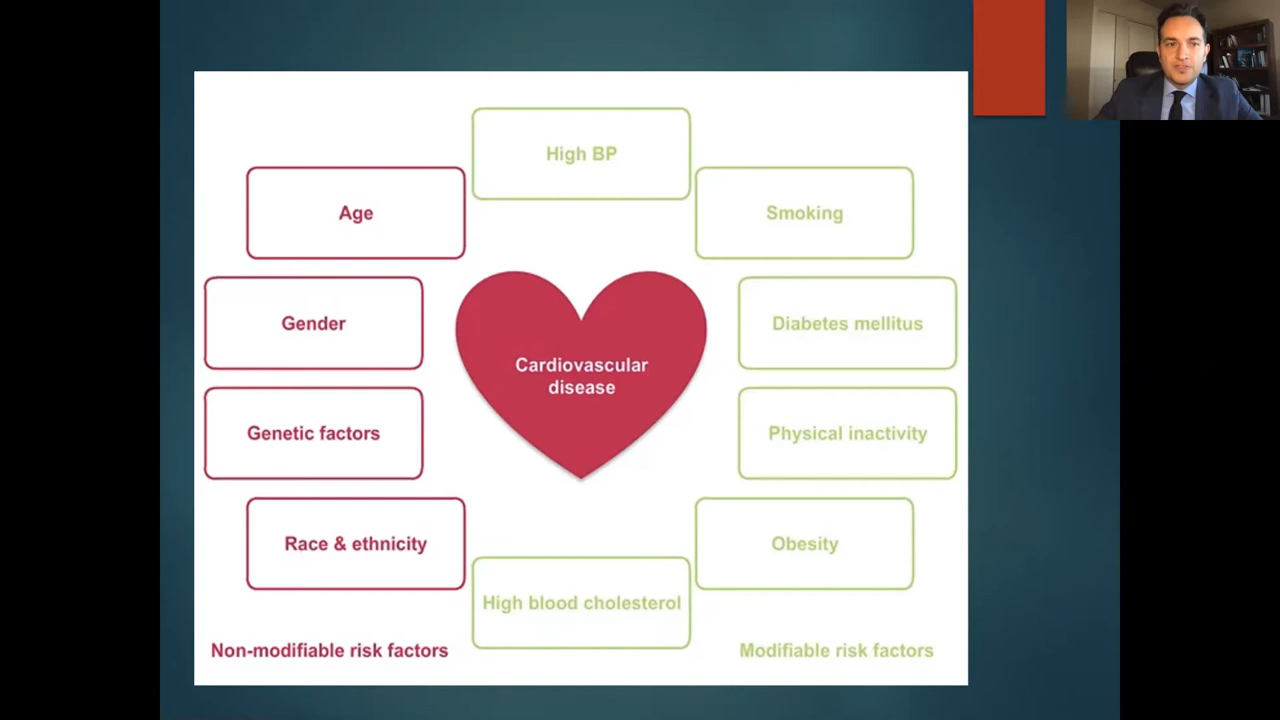 High BP
Age
Smoking
Gender
Diabetes mellitus
Cardiovascular
disease
Genetic factors
Physical inactivity
Race & ethnicity
Obesity
High blood cholesterol
Non-modifiable risk factors
Modifiable risk factors